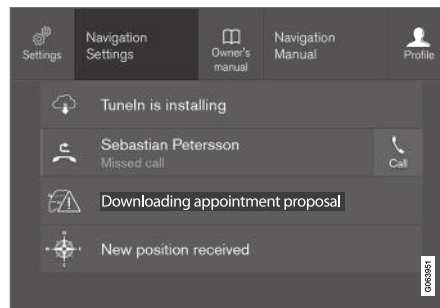 Settings
Navigation
Settings
Owner's
manual
Navigation
Manual
Profile
TuneIn is installing
Sebastian Petersson
Missed call
Call
Downloading appointment proposal
New position received
G063951